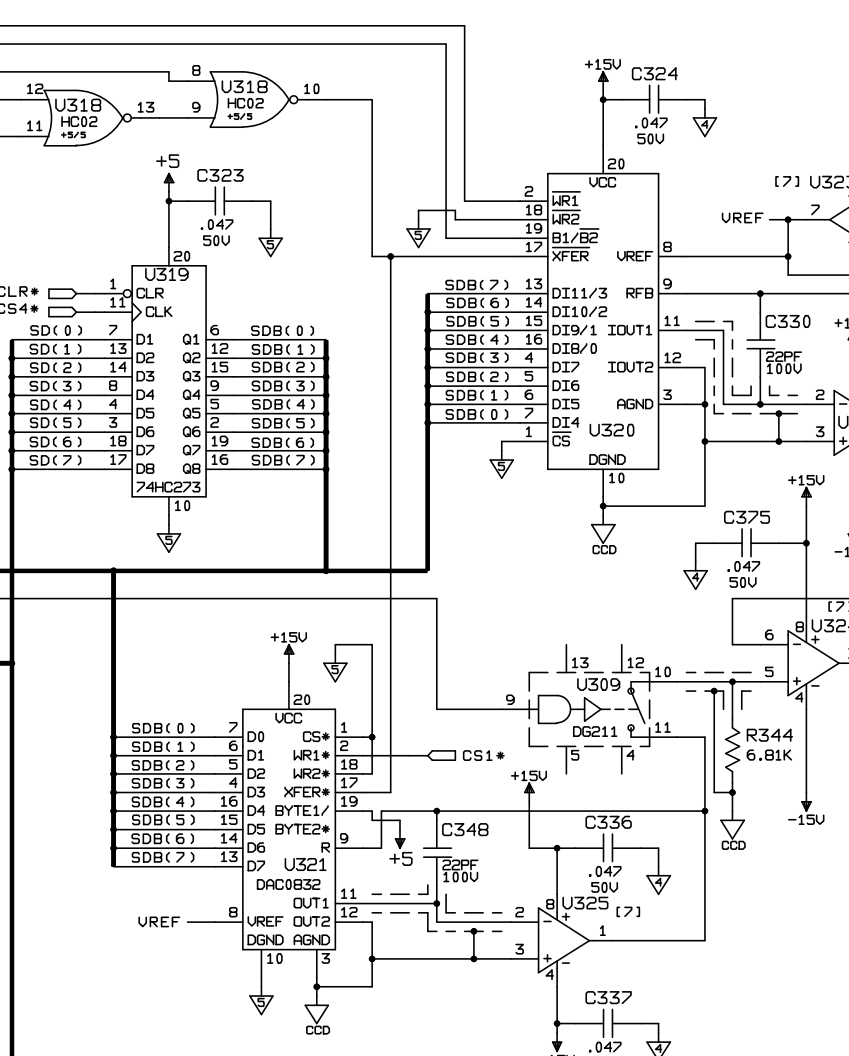 8
12 U318 10
U318 13 9 HC02
HC02 +5/5
11 +5/5
+15V
C324
.047
50V
4
20
VCC
+5
C323
.047
50V
5
20
U319
CLR* 1 CLR
CS4* 11 CLK
SD(0) 7 D1 Q1 6 SDB(0)
SD(1) 13 D2 Q2 12 SDB(1)
SD(2) 14 D3 Q3 15 SDB(2)
SD(3) 8 D4 Q4 9 SDB(3)
SD(4) 4 D5 Q5 5 SDB(4)
SD(5) 3 D6 Q6 2 SDB(5)
SD(6) 18 D7 Q7 19 SDB(6)
SD(7) 17 D8 Q8 16 SDB(7)
74HC273
10
5
2 WR1
18 WR2
5
19 B1/B2
17 XFER VREF 8
SDB(7) 13 DI11/3 RFB 9
SDB(6) 14 DI10/2
SDB(5) 15 DI9/1 IOUT1 11
SDB(4) 16 DI8/0
SDB(3) 4 DI7 IOUT2 12
SDB(2) 5 DI6
SDB(1) 6 DI5 AGND 3
SDB(0) 7 DI4
1 CS U320
5
DGND
10
CCD
[7] U323
VREF 7
C330
22PF
100V
2
3
+15V
C375
.047
50V
4
[7]
U324
8
6
5
4
-15V
R344
6.81K
CCD
13 12
10
9 U309
DG211 11
5 4
+15V
5
20
VCC
SDB(0) 7 D0 CS* 1
SDB(1) 6 D1 WR1* 2 CS1*
SDB(2) 5 D2 WR2* 18
SDB(3) 4 D3 XFER* 17
SDB(4) 16 D4 BYTE1/ 19
SDB(5) 15 D5 BYTE2*
SDB(6) 14 D6 R 9
SDB(7) 13 D7 U321
DAC0832
OUT1 11
VREF 8 VREF OUT2 12
DGND AGND
10 3
5
CCD
+5
C348
22PF
100V
+15V
C336
.047
50V
4
U325
[7]
8
2
3
1
4
C337
.047
4